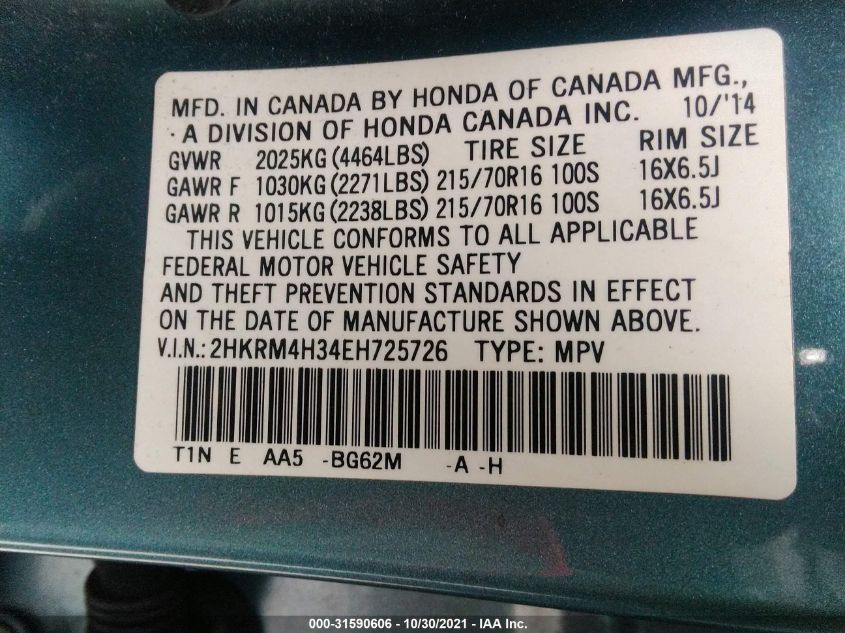 MFD. IN CANADA BY HONDA OF CANADA MFG.,
· A DIVISION OF HONDA CANADA INC. 10/'14
GVWR 2025KG (4464LBS) TIRE SIZE RIM SIZE
GAWR F 1030KG (2271LBS) 215/70R16 100S 16X6.5J
GAWR R 1015KG (2238LBS) 215/70R16 100S 16X6.5J
THIS VEHICLE CONFORMS TO ALL APPLICABLE
FEDERAL MOTOR VEHICLE SAFETY
AND THEFT PREVENTION STANDARDS IN EFFECT
ON THE DATE OF MANUFACTURE SHOWN ABOVE.
V.I.N.: 2HKRM4H34EH725726 TYPE: MPV
T1N E AA5 -BG62M -A -H
000-31590606 - 10/30/2021 - IAA Inc.